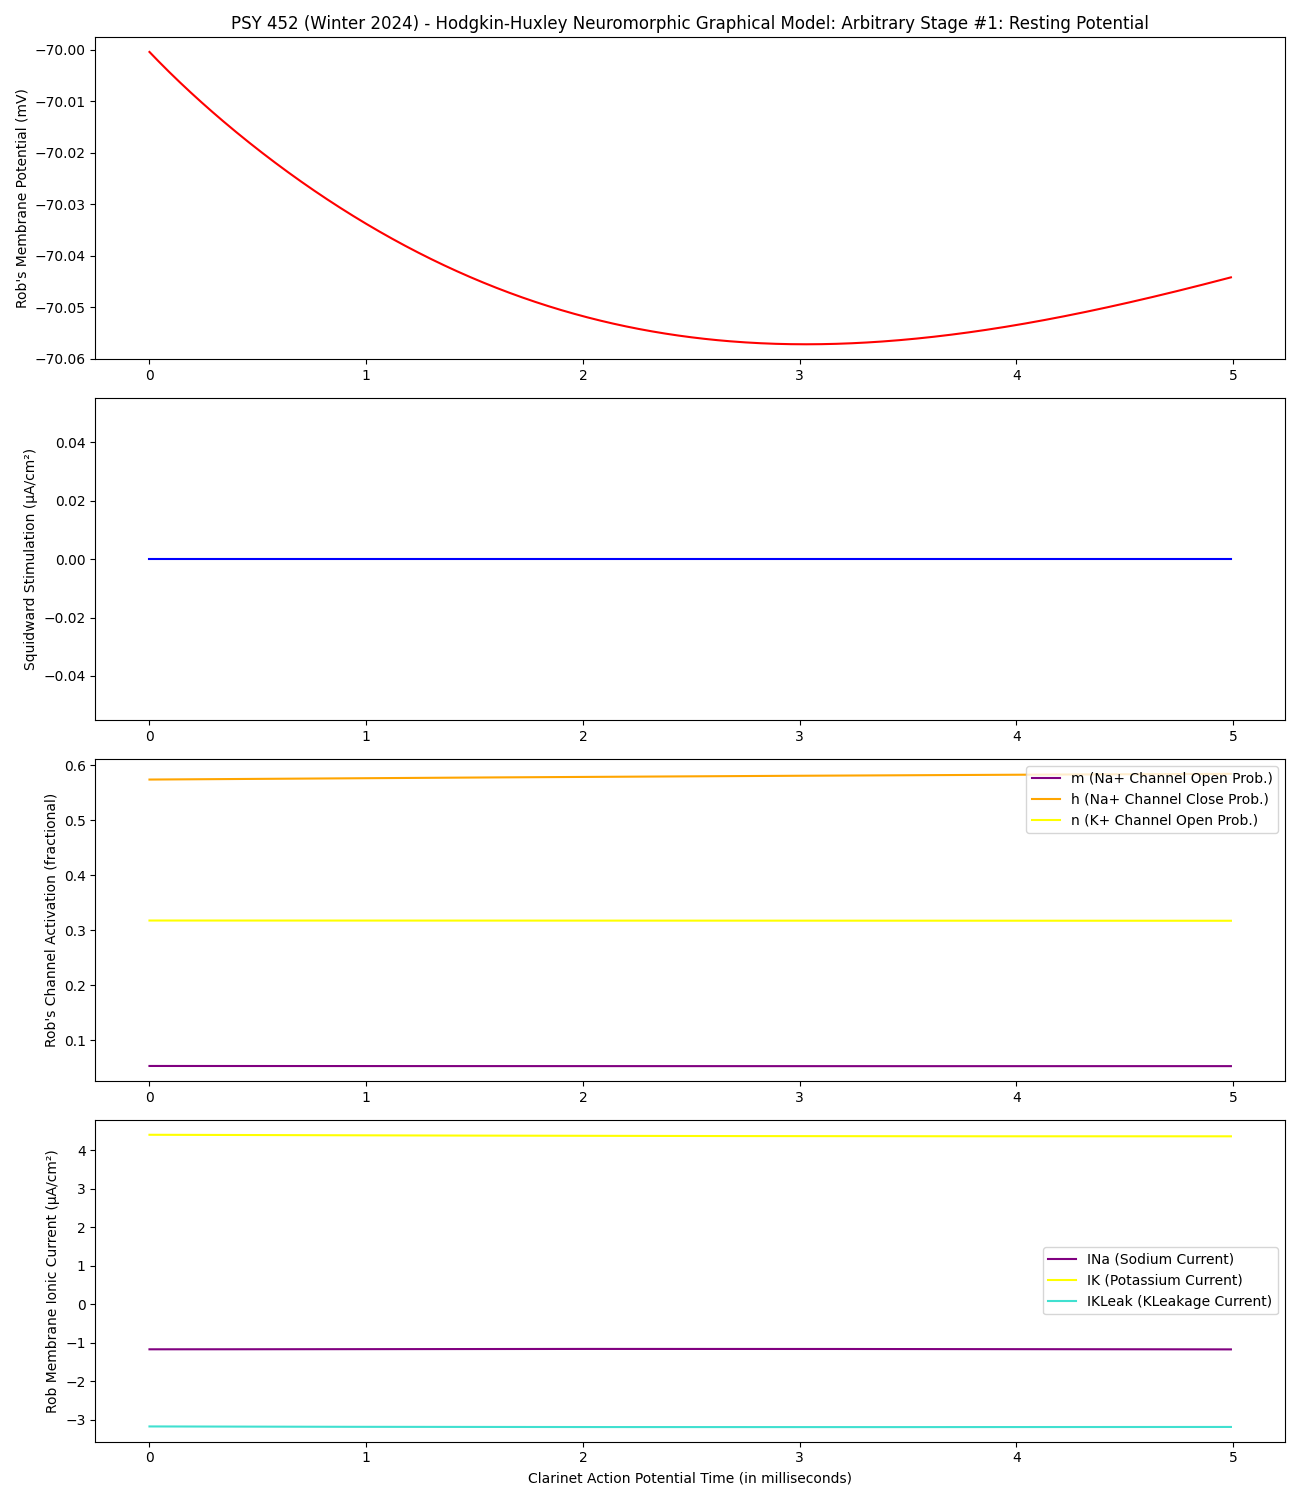 PSY 452 (Winter 2024) - Hodgkin-Huxley Neuromorphic Graphical Model: Arbitrary Stage #1: Resting Potential
Rob's Membrane Potential (mV)
−70.00
−70.01
−70.02
−70.03
−70.04
−70.05
−70.06
0 1 2 3 4 5
Squidward Stimulation (µA/cm²)
0.04
0.02
0.00
−0.02
−0.04
0 1 2 3 4 5
Rob's Channel Activation (fractional)
0.6
0.5
0.4
0.3
0.2
0.1
m (Na+ Channel Open Prob.)
h (Na+ Channel Close Prob.)
n (K+ Channel Open Prob.)
0 1 2 3 4 5
Rob Membrane Ionic Current (µA/cm²)
4
3
2
1
0
−1
−2
−3
INa (Sodium Current)
IK (Potassium Current)
IKLeak (KLeakage Current)
0 1 2 3 4 5
Clarinet Action Potential Time (in milliseconds)